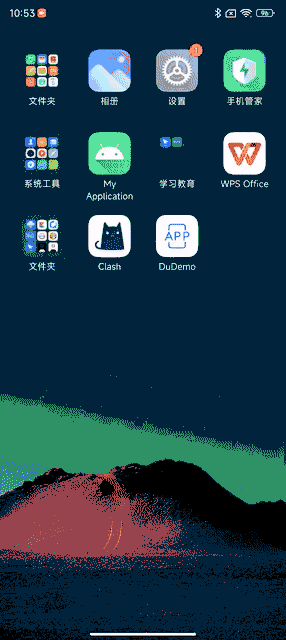 10:53
96
文件夹
相册
1
设置
手机管家
系统工具
My
Application
学习教育
WPS Office
文件夹
Clash
APP
DuDemo